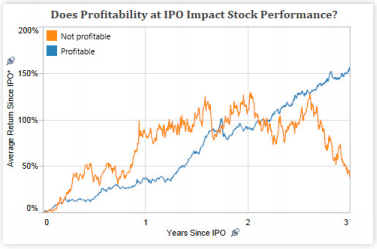 Does Profitability at IPO Impact Stock Performance?
Not profitable
Profitable
200%
150%
100%
50%
0%
Average Return Since IPO*
0 1 2 3
Years Since IPO